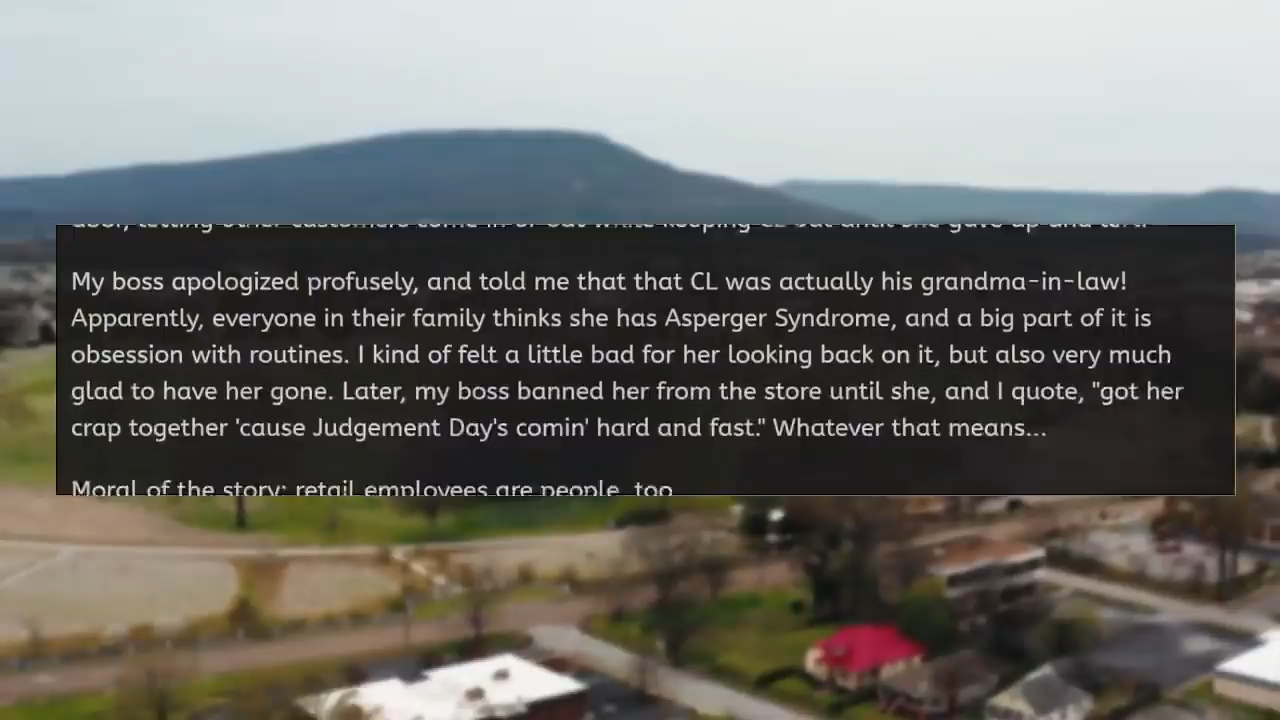 My boss apologized profusely, and told me that that CL was actually his grandma-in-law!
Apparently, everyone in their family thinks she has Asperger Syndrome, and a big part of it is
obsession with routines. I kind of felt a little bad for her looking back on it, but also very much
glad to have her gone. Later, my boss banned her from the store until she, and I quote, "got her
crap together 'cause Judgement Day's comin' hard and fast." Whatever that means...
Moral of the story: retail employees are people, too